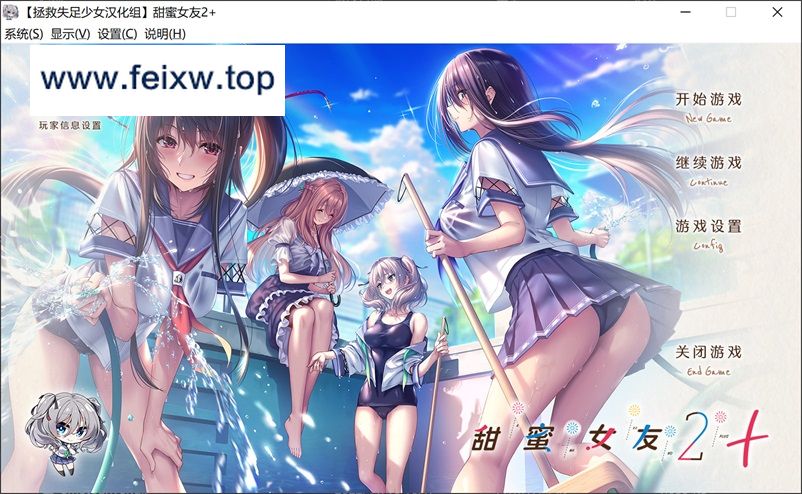 【拯救失足少女汉化组】甜蜜女友2+
系统(S) 显示(V) 设置(C) 说明(H)
www.feixw.top
玩家信息设置
开始游戏
New Game
继续游戏
Continue
游戏设置
Config
关闭游戏
End Game
甜蜜女友2+